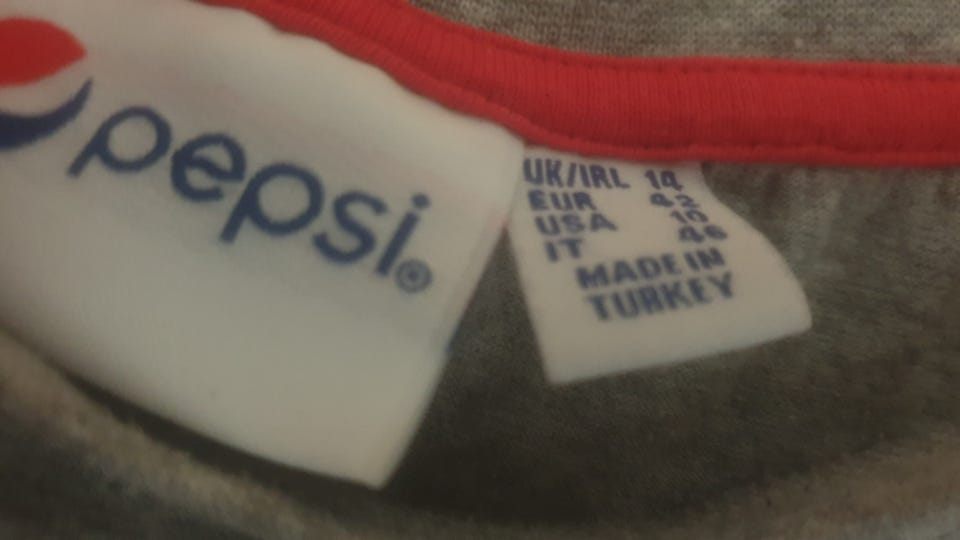 pepsi®
UK/IRL 14
EUR 42
USA 10
IT 46
MADE IN
TURKEY